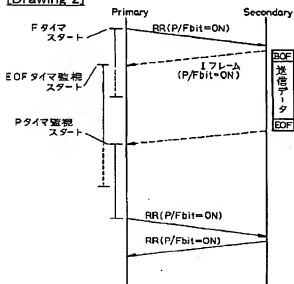 [Drawing 2]
Primary
Secondary
Fタイマ
スタート
RR(P/Fbit=ON)
EOFタイマ監視
スタート
Iフレーム
(P/Fbit=ON)
BOF
送信データ
EOF
Pタイマ監視
スタート
RR(P/Fbit=ON)
RR(P/Fbit=ON)